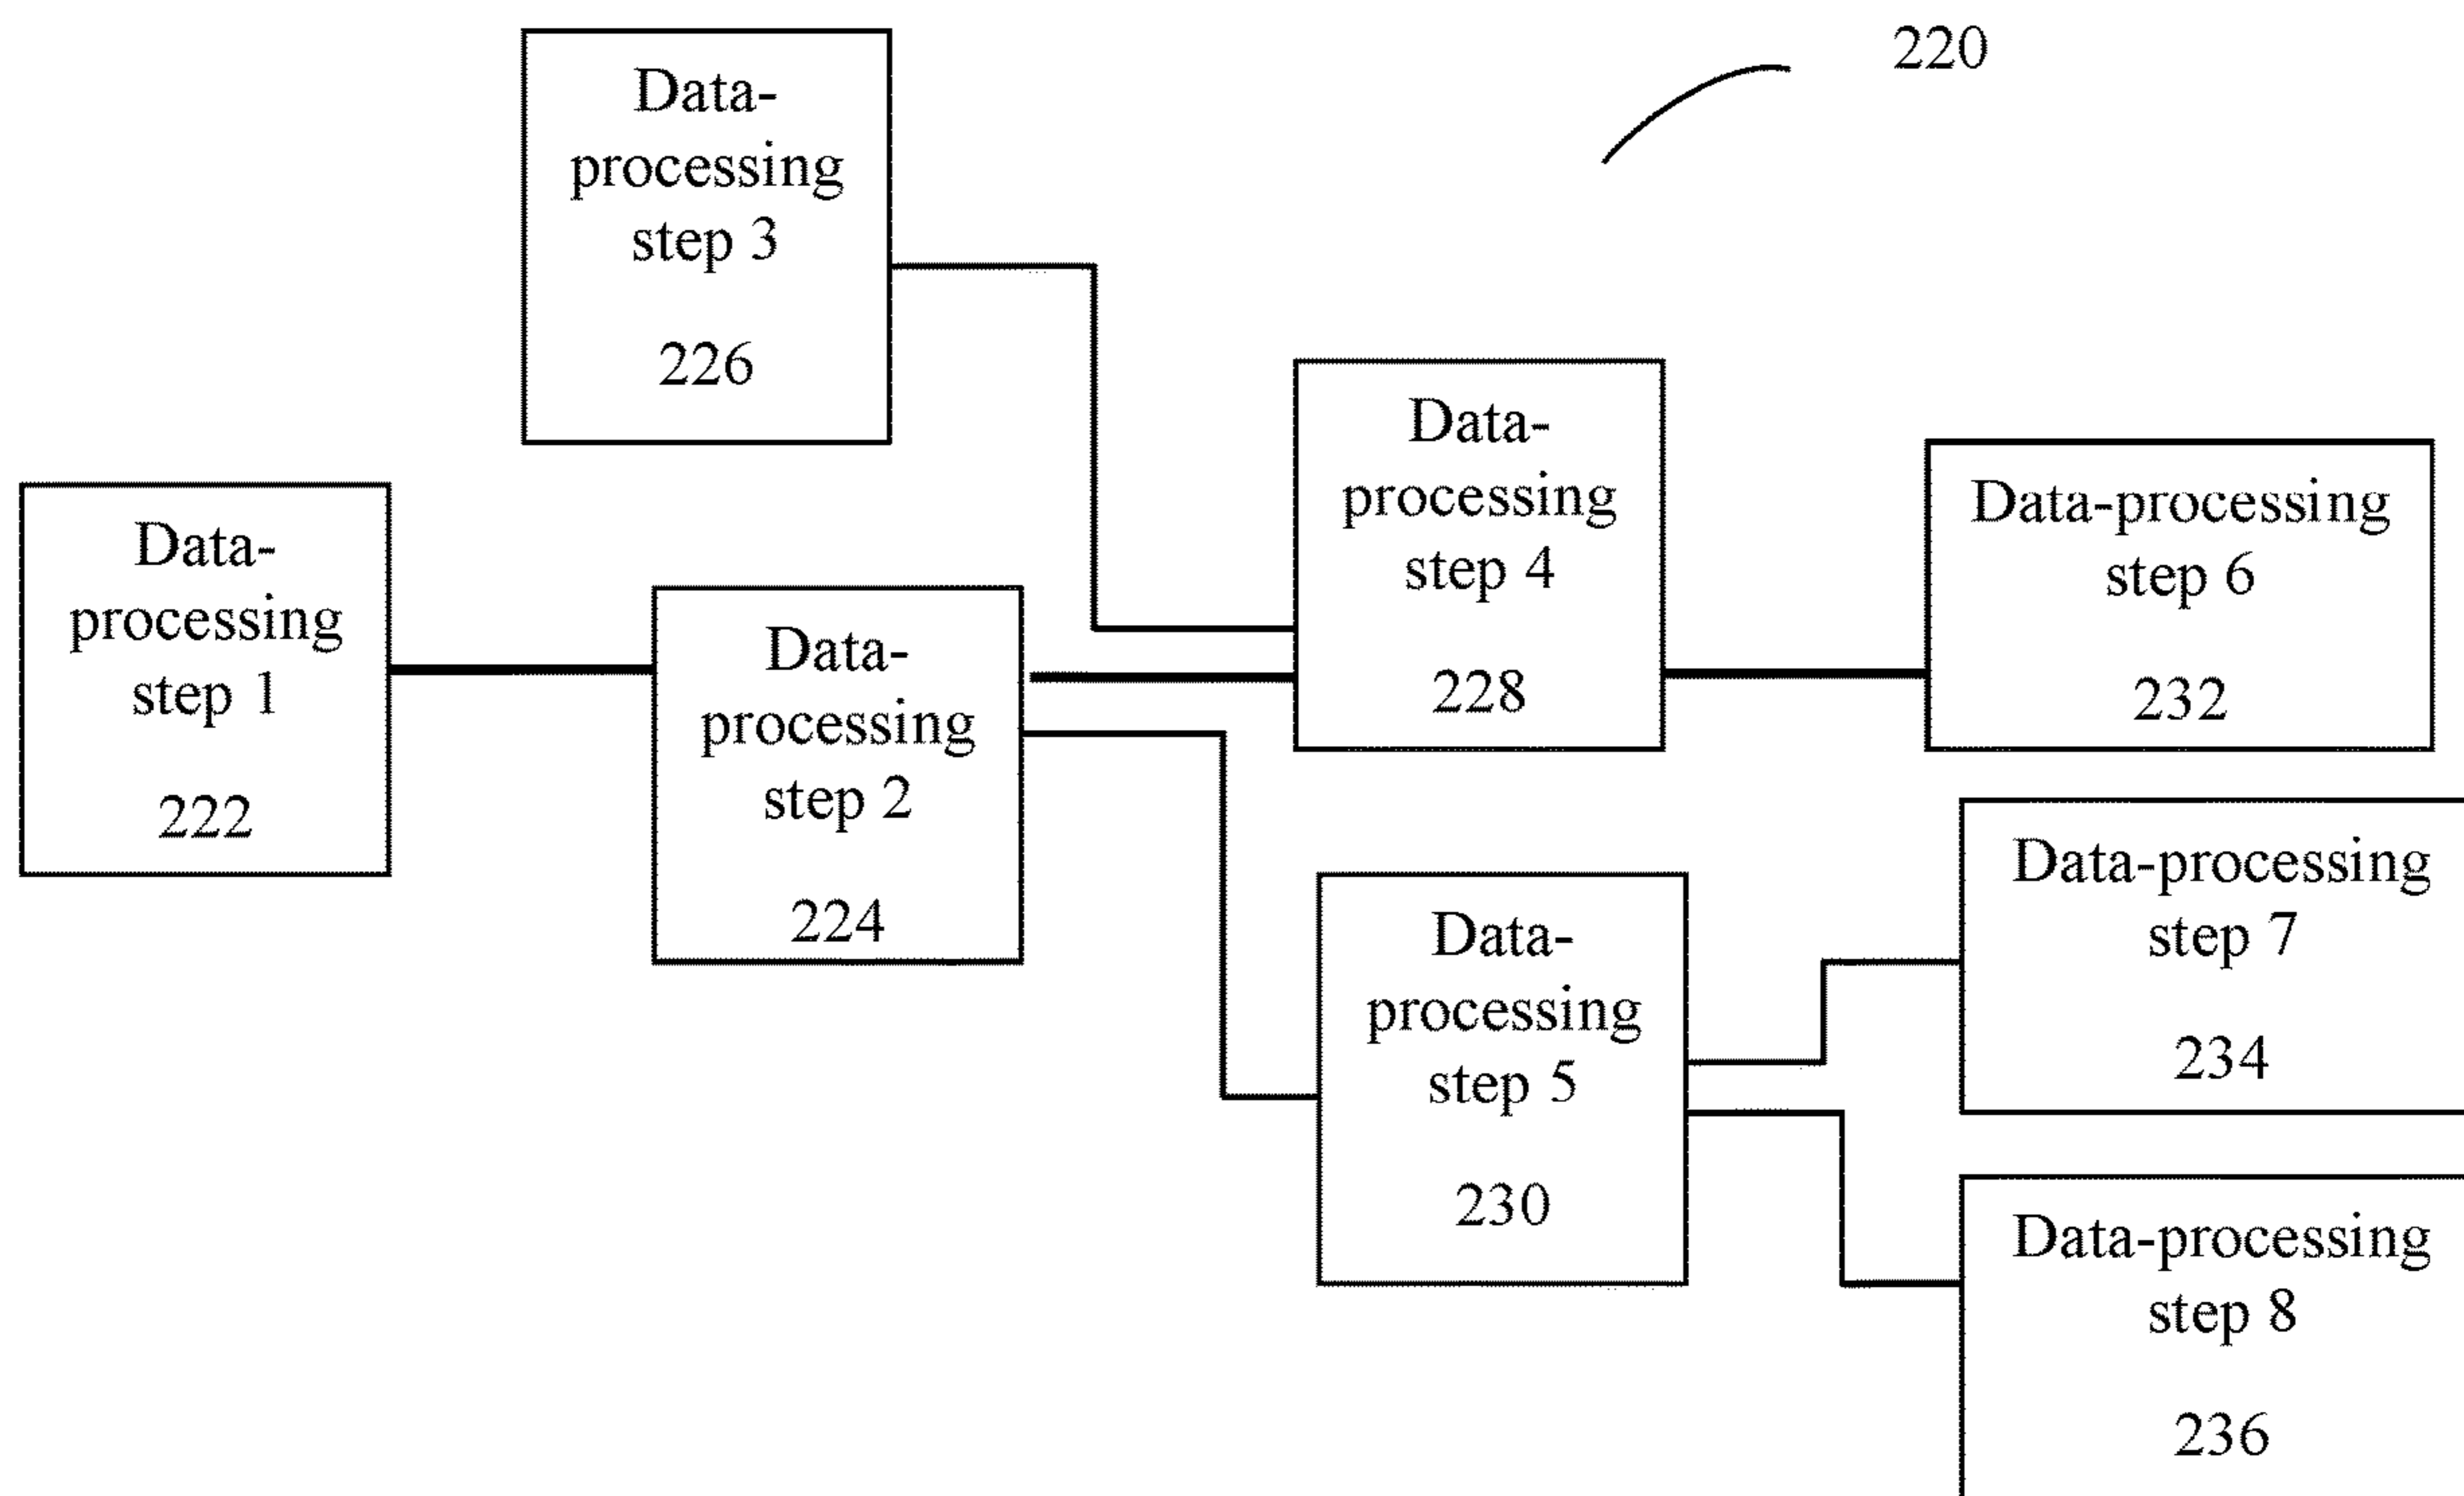 220
Data-
processing
step 3
226
Data-
processing
step 1
222
Data-
processing
step 2
224
Data-
processing
step 4
228
Data-processing
step 6
232
Data-
processing
step 5
230
Data-processing
step 7
234
Data-processing
step 8
236